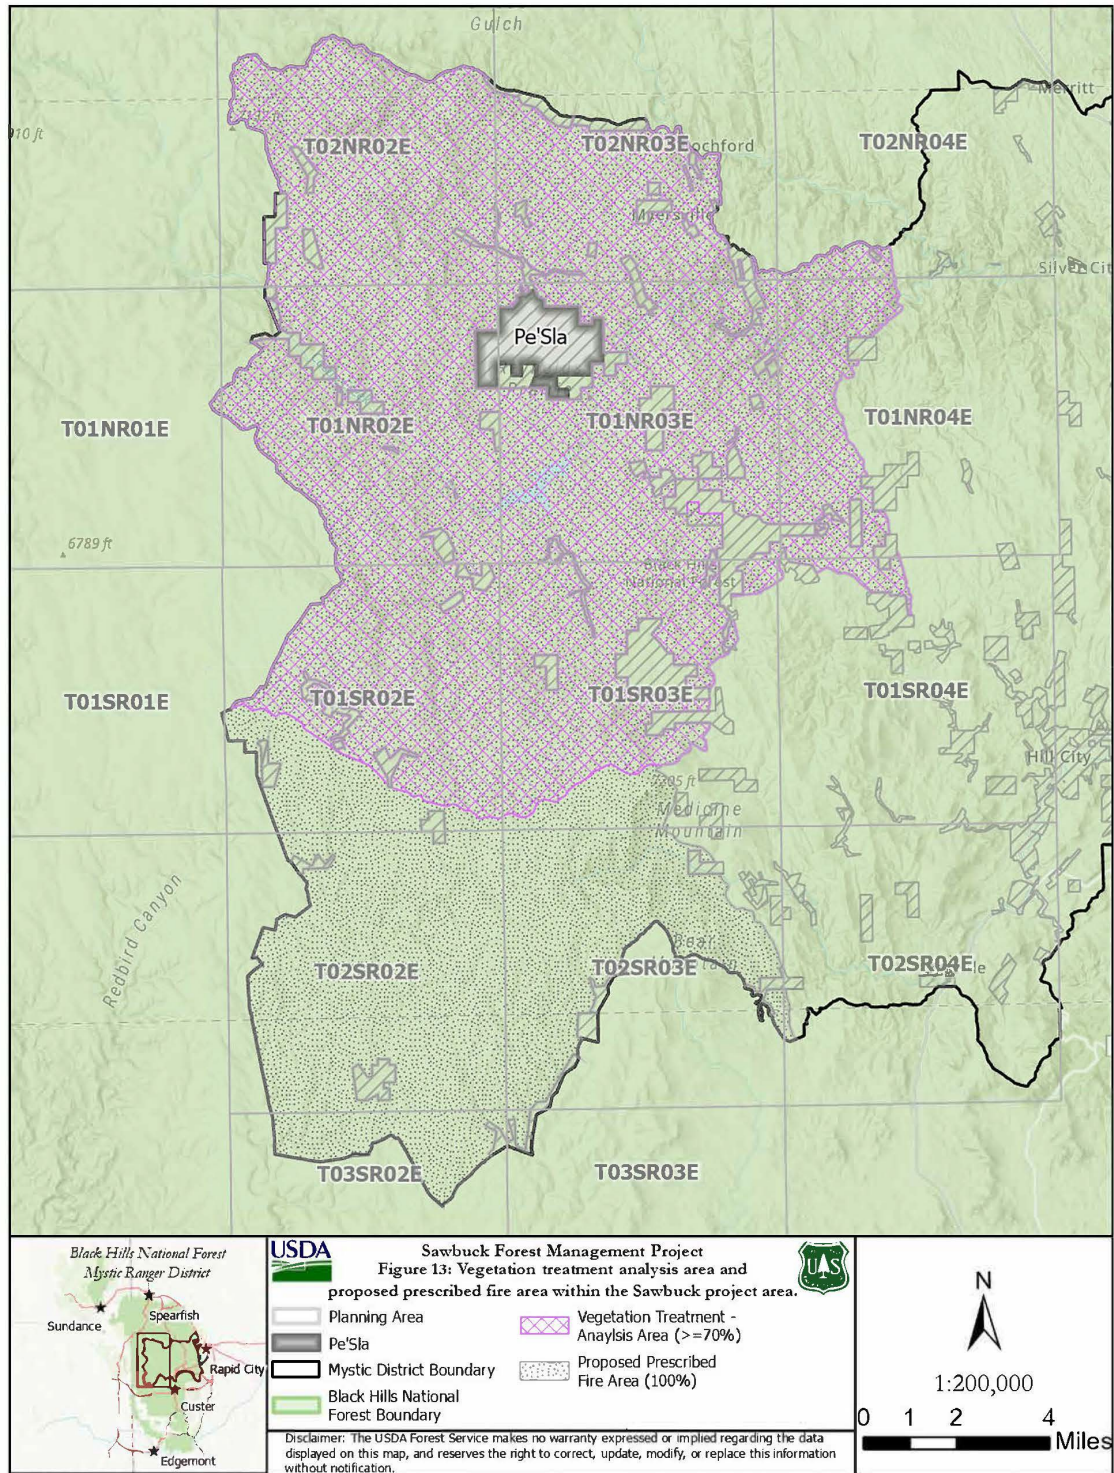 Gulch
Merritt
T02NR02E
T02NR03E
ochford
T02NR04E
Silver Cit
Pe'Sla
T01NR01E
T01NR02E
T01NR03E
T01NR04E
6789 ft
Black Hills
National Forest
T01SR01E
T01SR02E
T01SR03E
T01SR04E
Hill City
Medicine
Mountain
Redbird Canyon
Bear
T02SR02E
T02SR03E
T02SR04E
T03SR02E
T03SR03E
Black Hills National Forest
Mystic Ranger District
Spearfish
Sundance
Rapid City
Custer
Edgemont
USDA
Sawbuck Forest Management Project
Figure 13: Vegetation treatment analysis area and
proposed prescribed fire area within the Sawbuck project area.
UAS
Planning Area
Pe'Sla
Mystic District Boundary
Black Hills National
Forest Boundary
Vegetation Treatment -
Anaylsis Area (>=70%)
Proposed Prescribed
Fire Area (100%)
Disclaimer: The USDA Forest Service makes no warranty expressed or implied regarding the data
displayed on this map, and reserves the right to correct, update, modify, or replace this information
without notification.
N
1:200,000
0 1 2 4
Miles